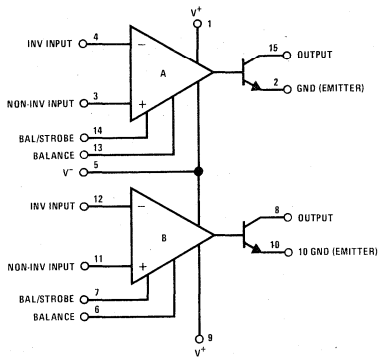 V+
1
INV INPUT 4
−
A
15 OUTPUT
2 GND (EMITTER)
NON-INV INPUT 3
+
BAL/STROBE 14
BALANCE 13
V− 5
INV INPUT 12
−
B
8 OUTPUT
10 10 GND (EMITTER)
NON-INV INPUT 11
+
BAL/STROBE 7
BALANCE 6
9
V+